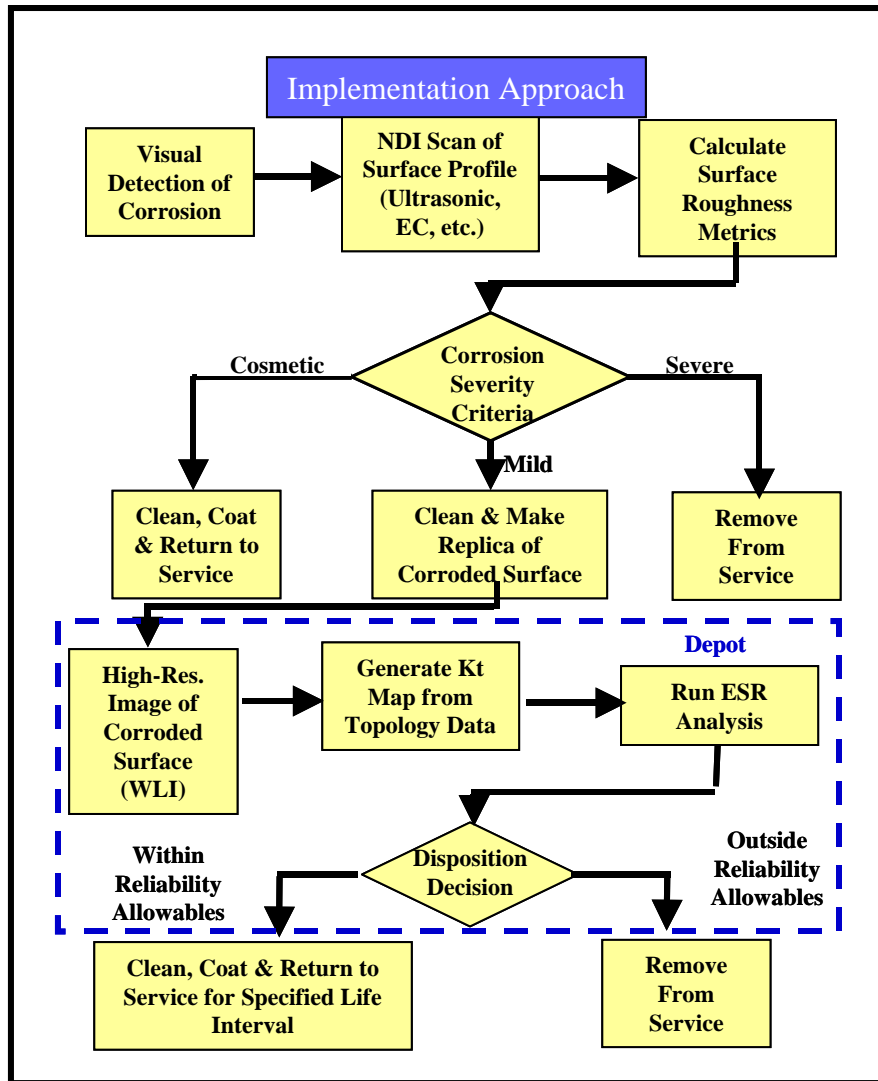 Implementation Approach
Visual
Detection of
Corrosion
NDI Scan of
Surface Profile
(Ultrasonic,
EC, etc.)
Calculate
Surface
Roughness
Metrics
Corrosion
Severity
Criteria
Cosmetic
Severe
Mild
Clean, Coat
& Return to
Service
Clean & Make
Replica of
Corroded Surface
Remove
From
Service
Depot
High-Res.
Image of
Corroded
Surface
(WLI)
Generate Kt
Map from
Topology Data
Run ESR
Analysis
Disposition
Decision
Within
Reliability
Allowables
Outside
Reliability
Allowables
Clean, Coat & Return to
Service for Specified Life
Interval
Remove
From
Service